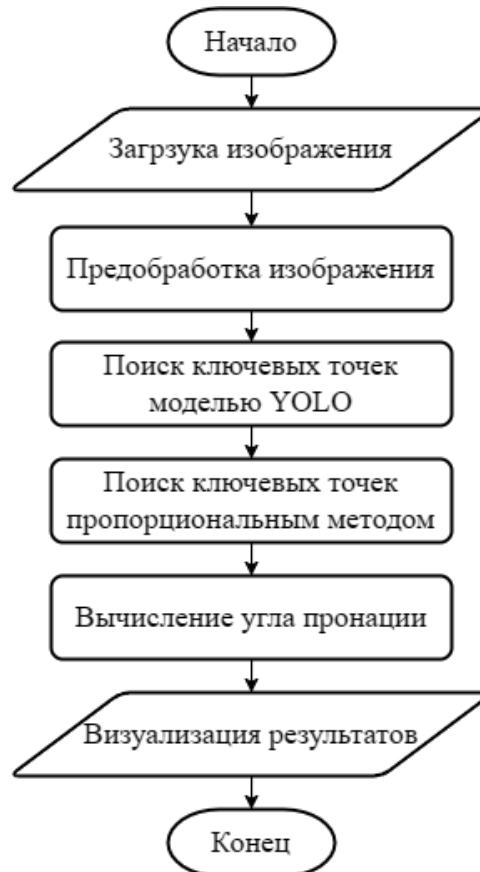 Начало
Загрзука изображения
Предобработка изображения
Поиск ключевых точек
моделью YOLO
Поиск ключевых точек
пропорциональным методом
Вычисление угла пронации
Визуализация результатов
Конец